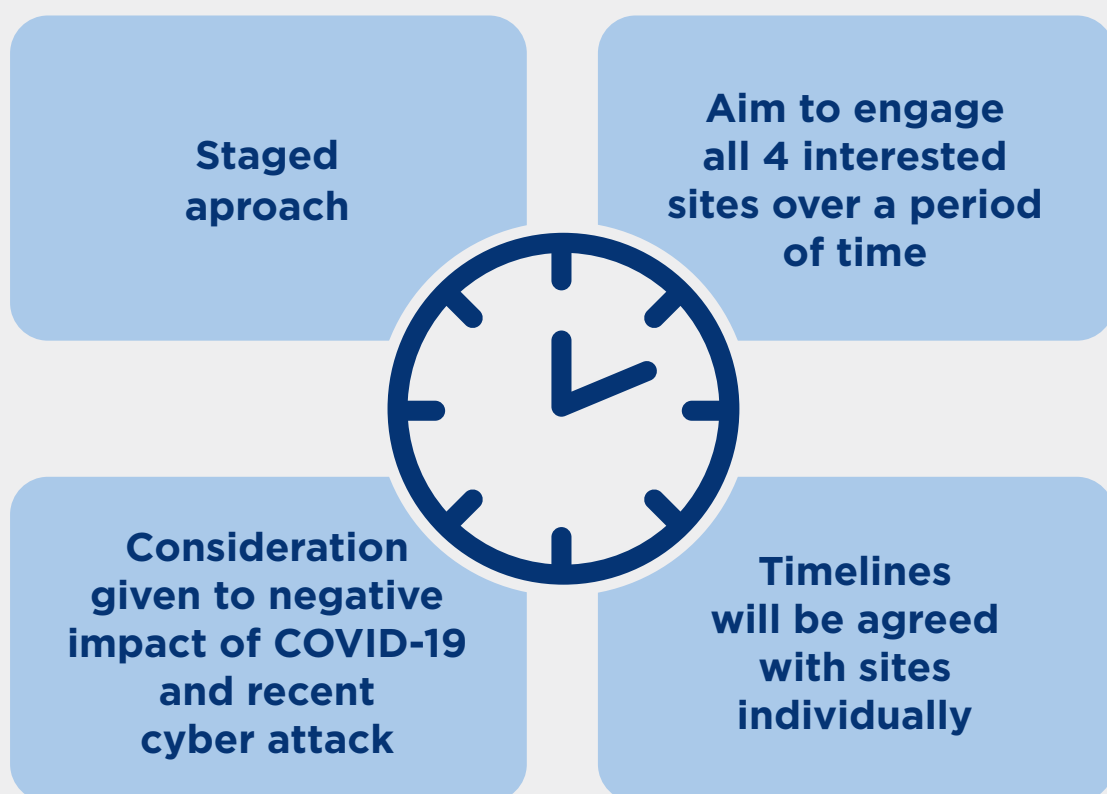 Staged
aproach
Aim to engage
all 4 interested
sites over a period
of time
Consideration
given to negative
impact of COVID-19
and recent
cyber attack
Timelines
will be agreed
with sites
individually